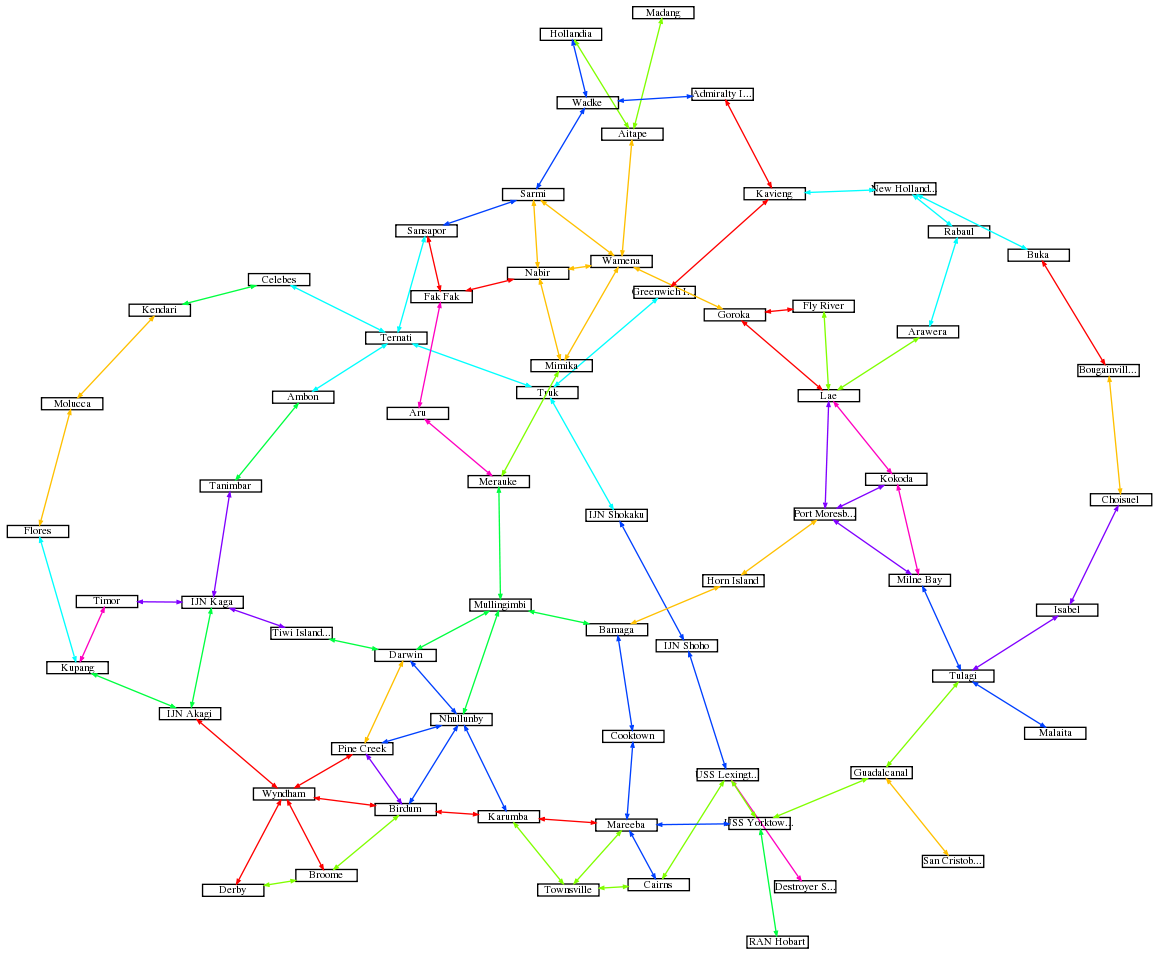 Madang
Hollandia
Admiralty I...
Wadke
Aitape
New Holland...
Sarmi
Kavieng
Sansapor
Rabaul
Buka
Wamena
Nabir
Celebes
Greenwich I...
Fak Fak
Fly River
Kendari
Goroka
Arawera
Ternati
Mimika
Bougainvill...
Truk
Lae
Ambon
Molucca
Aru
Kokoda
Merauke
Tanimbar
Choisuel
IJN Shokaku
Port Moresb...
Flores
Horn Island
Milne Bay
Timor
IJN Kaga
Mullingimbi
Isabel
Tiwi Island...
Bamaga
IJN Shoho
Darwin
Kupang
Tulagi
IJN Akagi
Nhullunby
Malaita
Cooktown
Pine Creek
Guadalcanal
USS Lexingt...
Wyndham
Birdum
Karumba
Mareeba
USS Yorktow...
San Cristob...
Broome
Derby
Townsville
Cairns
Destroyer S...
RAN Hobart